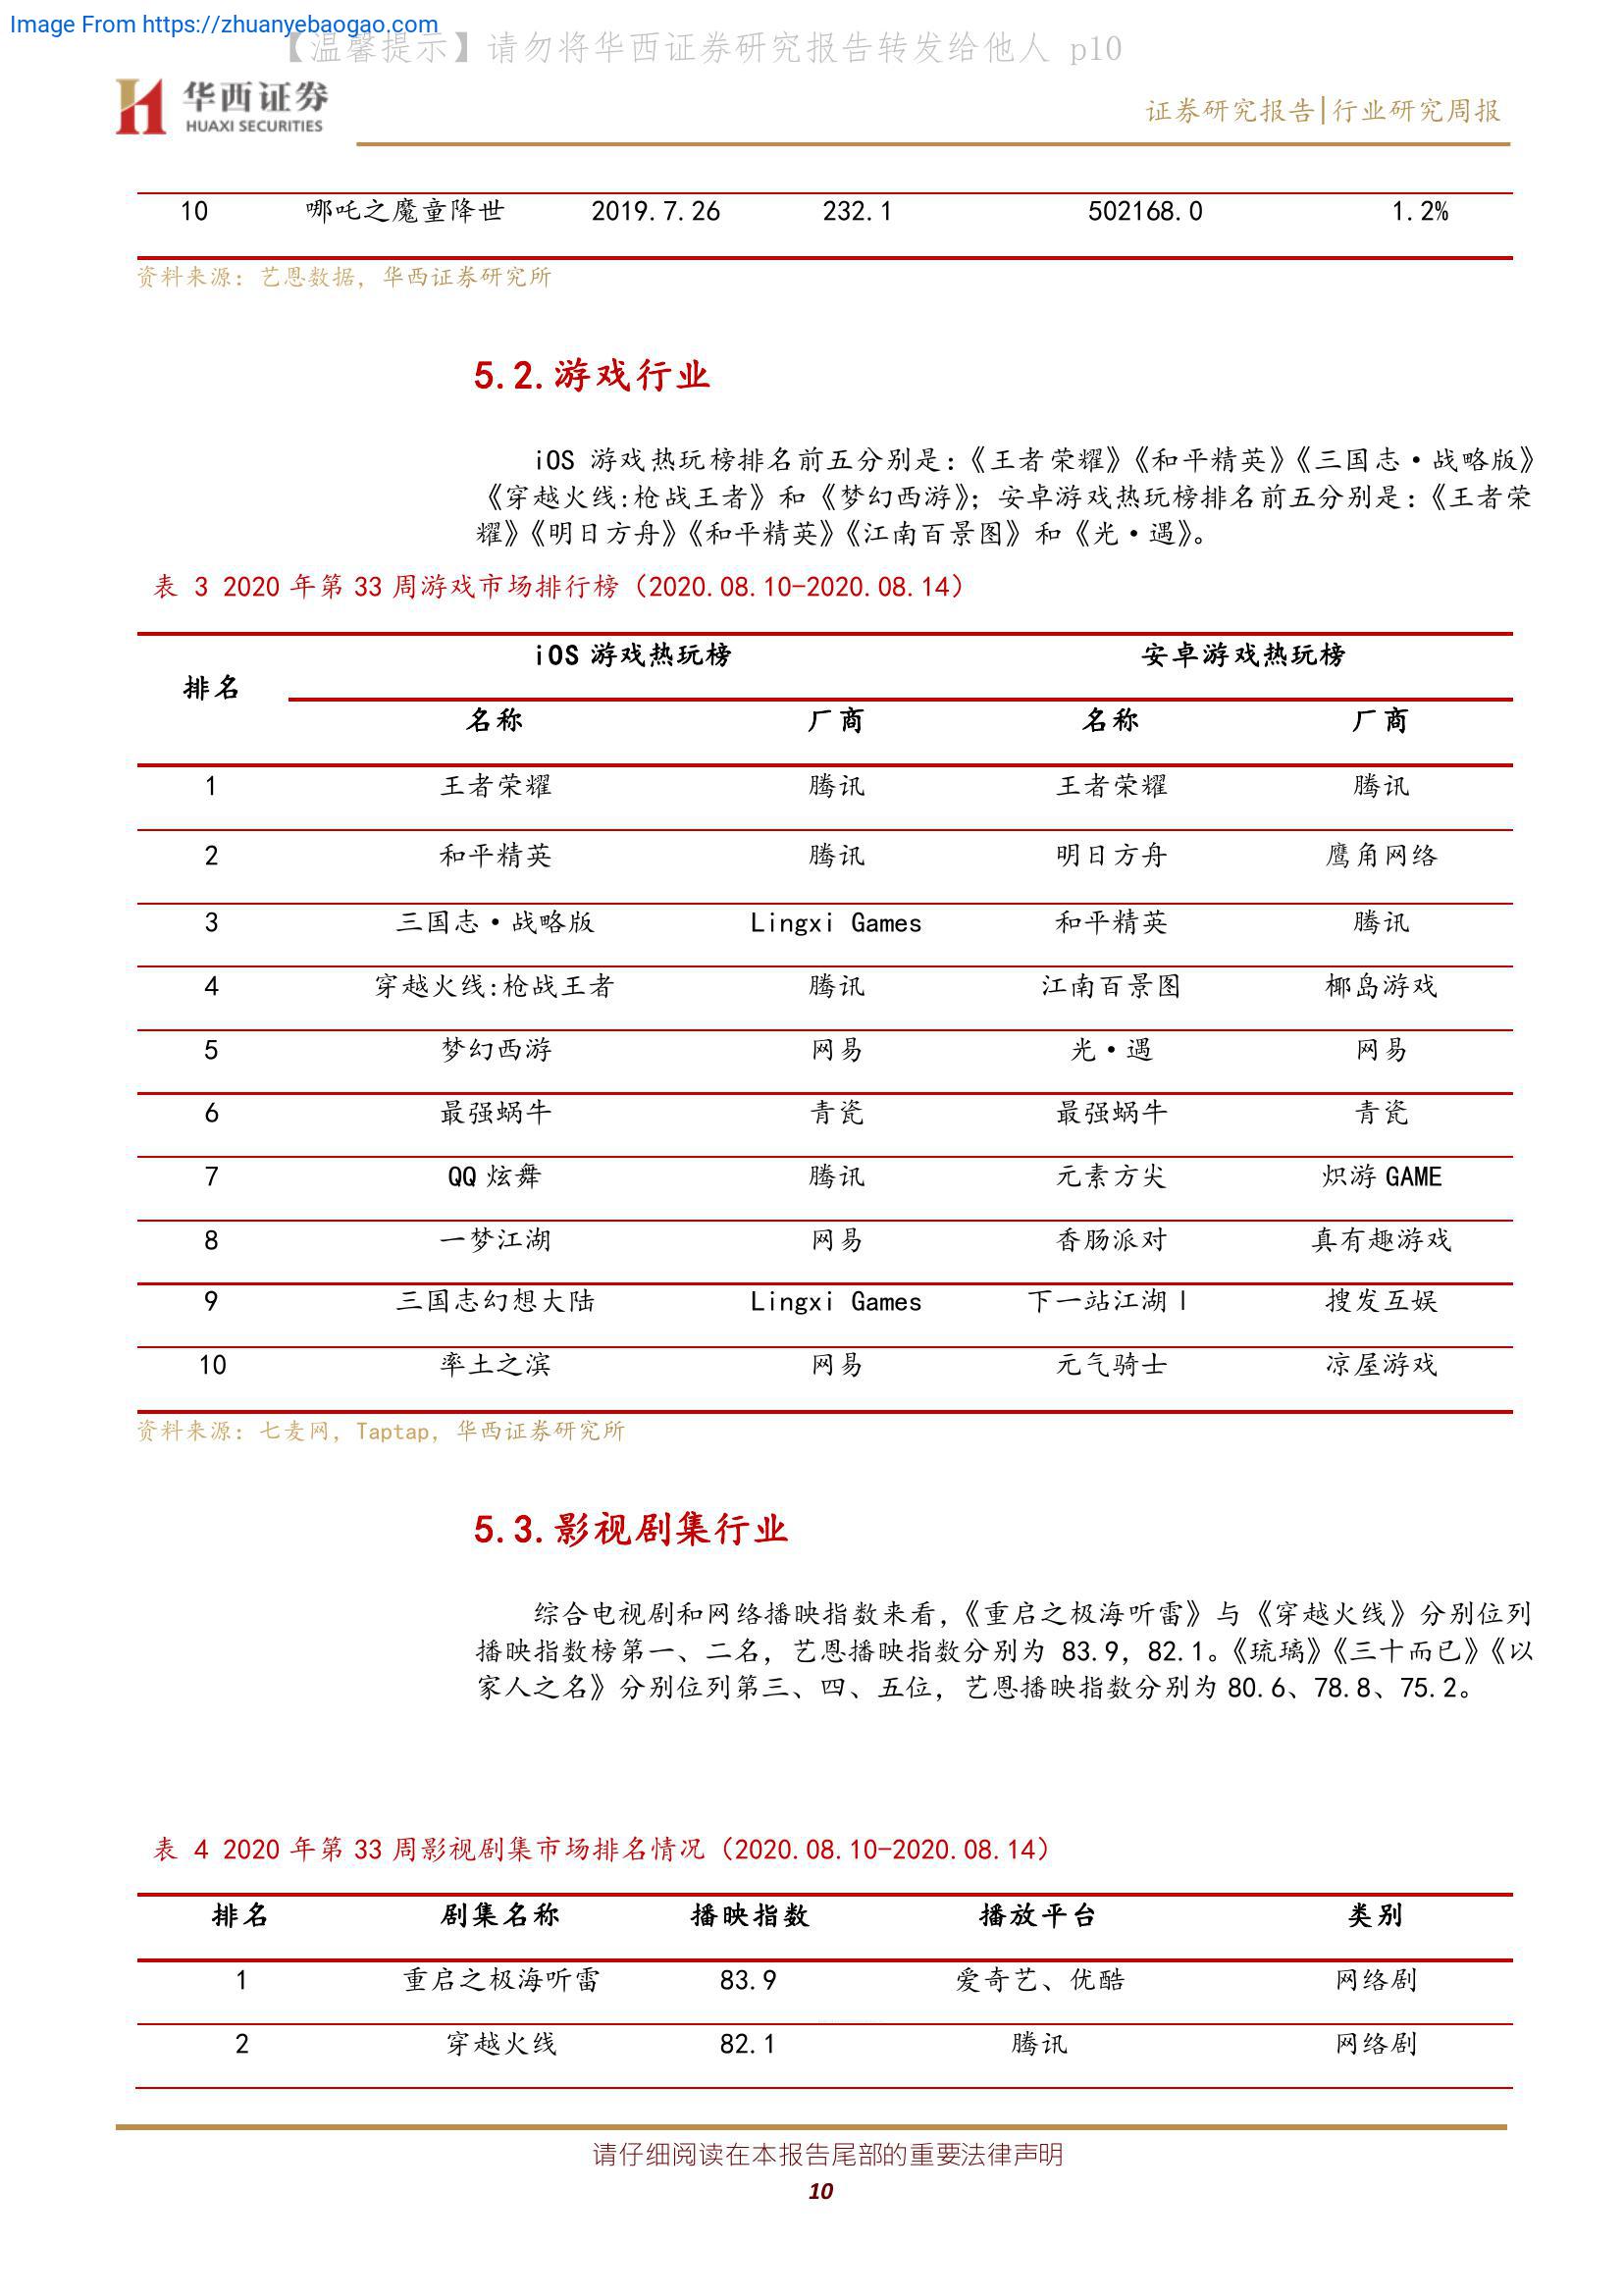 Image From https://zhuanyebaogao.com
【温馨提示】请勿将华西证券研究报告转发给他人 p10
华西证券
HUAXI SECURITIES
证券研究报告|行业研究周报
10 哪吒之魔童降世 2019.7.26 232.1 502168.0 1.2%
资料来源：艺恩数据，华西证券研究所
5.2.游戏行业
iOS 游戏热玩榜排名前五分别是：《王者荣耀》《和平精英》《三国志·战略版》
《穿越火线:枪战王者》和《梦幻西游》；安卓游戏热玩榜排名前五分别是：《王者荣
耀》《明日方舟》《和平精英》《江南百景图》和《光·遇》。
表 3 2020 年第 33 周游戏市场排行榜（2020.08.10-2020.08.14）
iOS 游戏热玩榜 安卓游戏热玩榜
排名
名称 厂商 名称 厂商
1 王者荣耀 腾讯 王者荣耀 腾讯
2 和平精英 腾讯 明日方舟 鹰角网络
3 三国志·战略版 Lingxi Games 和平精英 腾讯
4 穿越火线:枪战王者 腾讯 江南百景图 椰岛游戏
5 梦幻西游 网易 光·遇 网易
6 最强蜗牛 青瓷 最强蜗牛 青瓷
7 QQ 炫舞 腾讯 元素方尖 炽游 GAME
8 一梦江湖 网易 香肠派对 真有趣游戏
9 三国志幻想大陆 Lingxi Games 下一站江湖Ⅰ 搜发互娱
10 率土之滨 网易 元气骑士 凉屋游戏
资料来源：七麦网，Taptap，华西证券研究所
5.3.影视剧集行业
综合电视剧和网络播映指数来看，《重启之极海听雷》与《穿越火线》分别位列
播映指数榜第一、二名，艺恩播映指数分别为 83.9，82.1。《琉璃》《三十而已》《以
家人之名》分别位列第三、四、五位，艺恩播映指数分别为 80.6、78.8、75.2。
表 4 2020 年第 33 周影视剧集市场排名情况（2020.08.10-2020.08.14）
排名 剧集名称 播映指数 播放平台 类别
1 重启之极海听雷 83.9 爱奇艺、优酷 网络剧
2 穿越火线 82.1 腾讯 网络剧
请仔细阅读在本报告尾部的重要法律声明
10